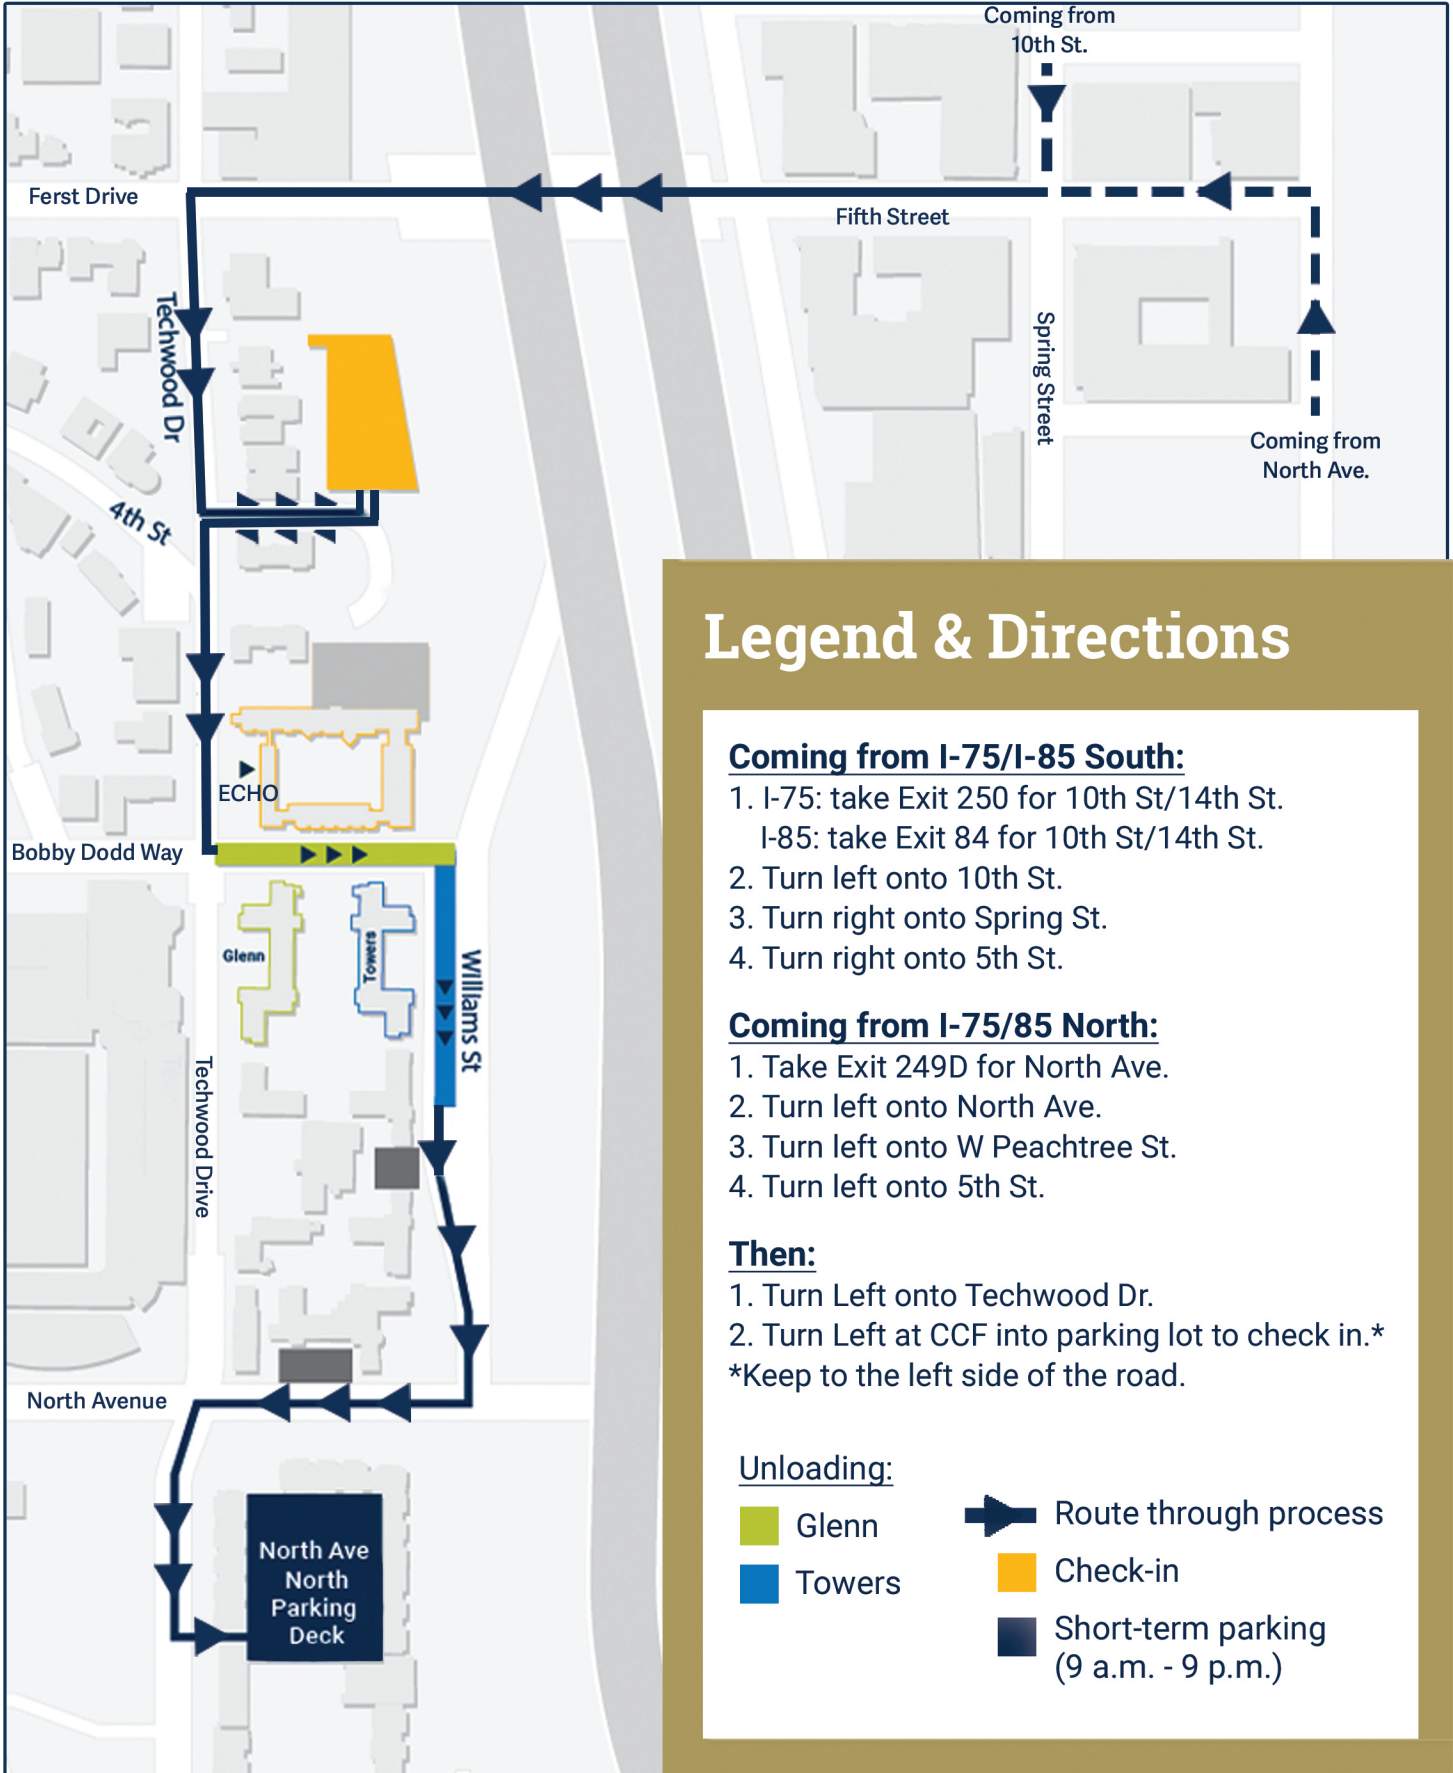 Coming from
10th St.
Ferst Drive
Fifth Street
Techwood Dr
Spring Street
Coming from
North Ave.
4th St
ECHO
Bobby Dodd Way
Glenn
Towers
Williams St
Techwood Drive
North Avenue
North Ave
North
Parking
Deck
Legend & Directions
Coming from I-75/I-85 South:
1. I-75: take Exit 250 for 10th St/14th St.
I-85: take Exit 84 for 10th St/14th St.
2. Turn left onto 10th St.
3. Turn right onto Spring St.
4. Turn right onto 5th St.
Coming from I-75/85 North:
1. Take Exit 249D for North Ave.
2. Turn left onto North Ave.
3. Turn left onto W Peachtree St.
4. Turn left onto 5th St.
Then:
1. Turn Left onto Techwood Dr.
2. Turn Left at CCF into parking lot to check in.*
*Keep to the left side of the road.
Unloading:
Glenn
Towers
Route through process
Check-in
Short-term parking
(9 a.m. - 9 p.m.)